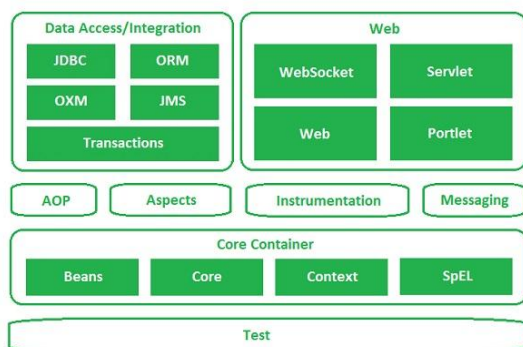 Data Access/Integration
JDBC
ORM
OXM
JMS
Transactions
Web
WebSocket
Servlet
Web
Portlet
AOP
Aspects
Instrumentation
Messaging
Core Container
Beans
Core
Context
SpEL
Test